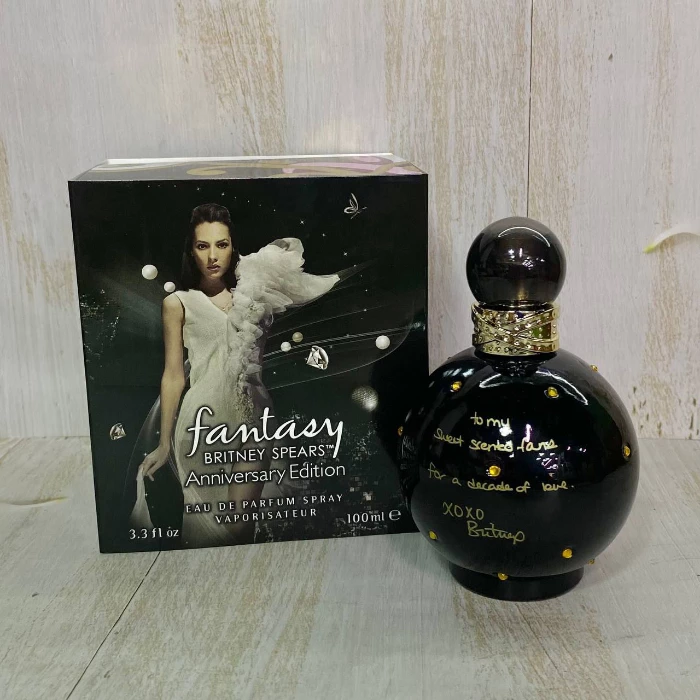 fantasy
BRITNEY SPEARS™
Anniversary Edition
EAU DE PARFUM SPRAY
VAPORISATEUR
3.3 fl oz
100ml ℮
to my
sweet scented fans
for a decade of love.
XOXO
Britney